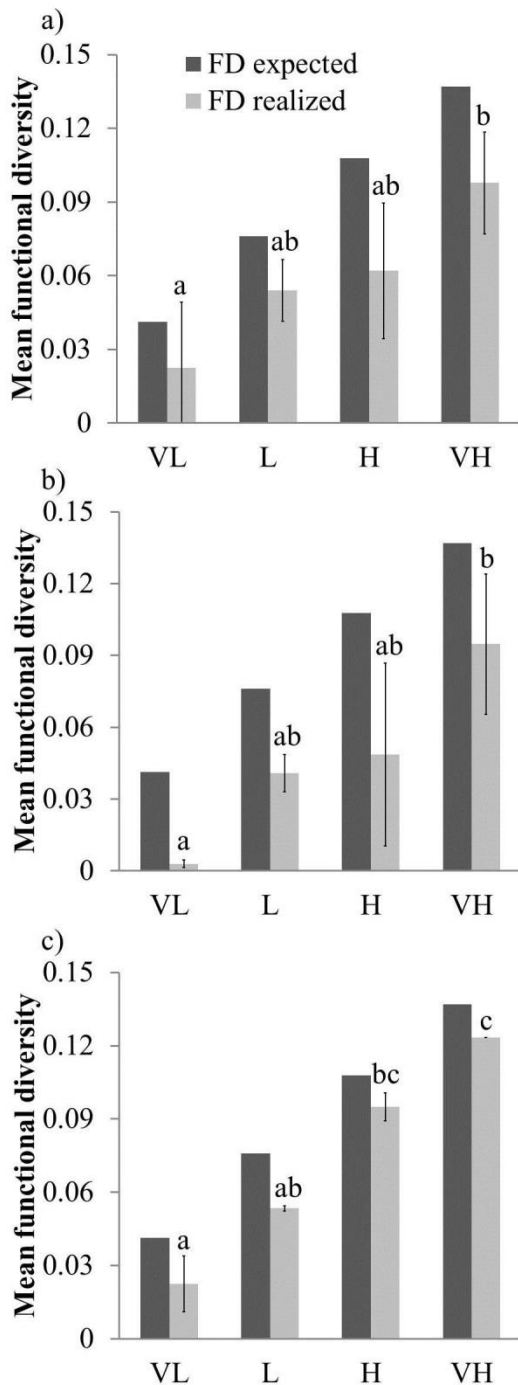 a)
Mean functional diversity
0.15
0.12
0.09
0.06
0.03
0
FD expected
FD realized
a
ab
ab
b
VL L H VH
b)
Mean functional diversity
0.15
0.12
0.09
0.06
0.03
0
a
ab
ab
b
VL L H VH
c)
Mean functional diversity
0.15
0.12
0.09
0.06
0.03
0
a
ab
bc
c
VL L H VH